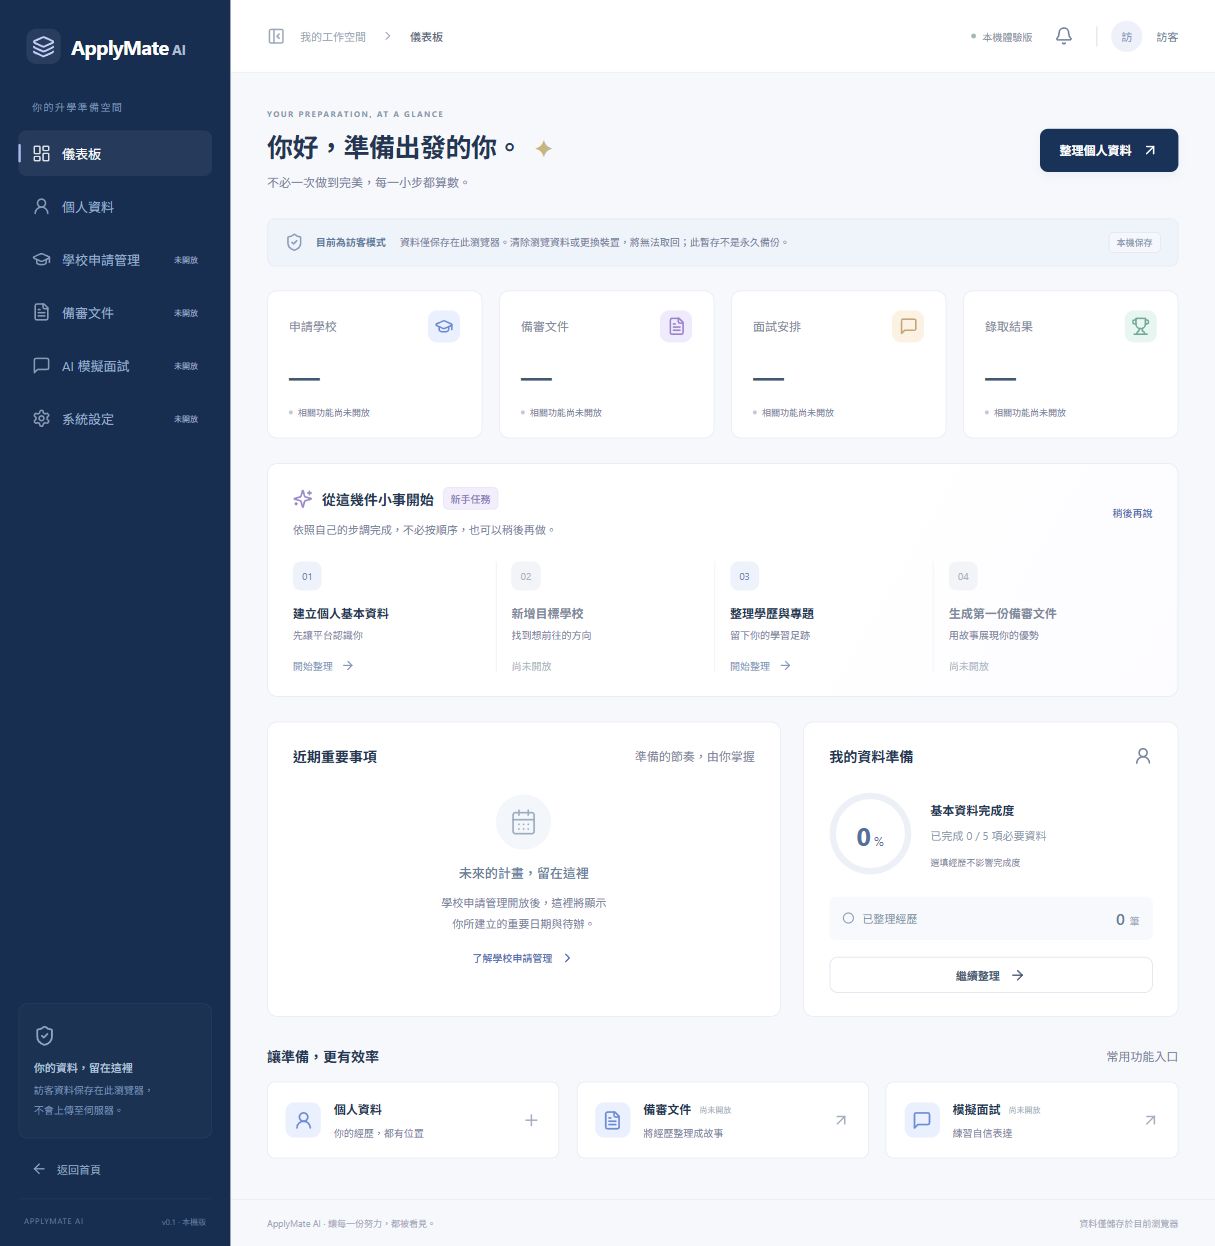 ApplyMate AI
你的升學準備空間
儀表板
個人資料
學校申請管理 未開放
備審文件 未開放
AI 模擬面試 未開放
系統設定 未開放
你的資料，留在這裡
訪客資料保存在此瀏覽器，
不會上傳至伺服器。
返回首頁
APPLYMATE AI v0.1 · 本機版
我的工作空間 儀表板
本機體驗版 訪 訪客
YOUR PREPARATION, AT A GLANCE
你好，準備出發的你。
不必一次做到完美，每一小步都算數。
整理個人資料
目前為訪客模式 資料僅保存在此瀏覽器。清除瀏覽資料或更換裝置，將無法取回；此暫存不是永久備份。 本機保存
申請學校
—
相關功能尚未開放
備審文件
—
相關功能尚未開放
面試安排
—
相關功能尚未開放
錄取結果
—
相關功能尚未開放
從這幾件小事開始 新手任務
依照自己的步調完成，不必按順序，也可以稍後再做。
稍後再說
01
建立個人基本資料
先讓平台認識你
開始整理
02
新增目標學校
找到想前往的方向
尚未開放
03
整理學歷與專題
留下你的學習足跡
開始整理
04
生成第一份備審文件
用故事展現你的優勢
尚未開放
近期重要事項 準備的節奏，由你掌握
未來的計畫，留在這裡
學校申請管理開放後，這裡將顯示
你所建立的重要日期與待辦。
了解學校申請管理
我的資料準備
0 %
基本資料完成度
已完成 0 / 5 項必要資料
選填經歷不影響完成度
已整理經歷 0 筆
繼續整理
讓準備，更有效率 常用功能入口
個人資料
你的經歷，都有位置
備審文件 尚未開放
將經歷整理成故事
模擬面試 尚未開放
練習自信表達
ApplyMate AI · 讓每一份努力，都被看見。 資料僅儲存於目前瀏覽器